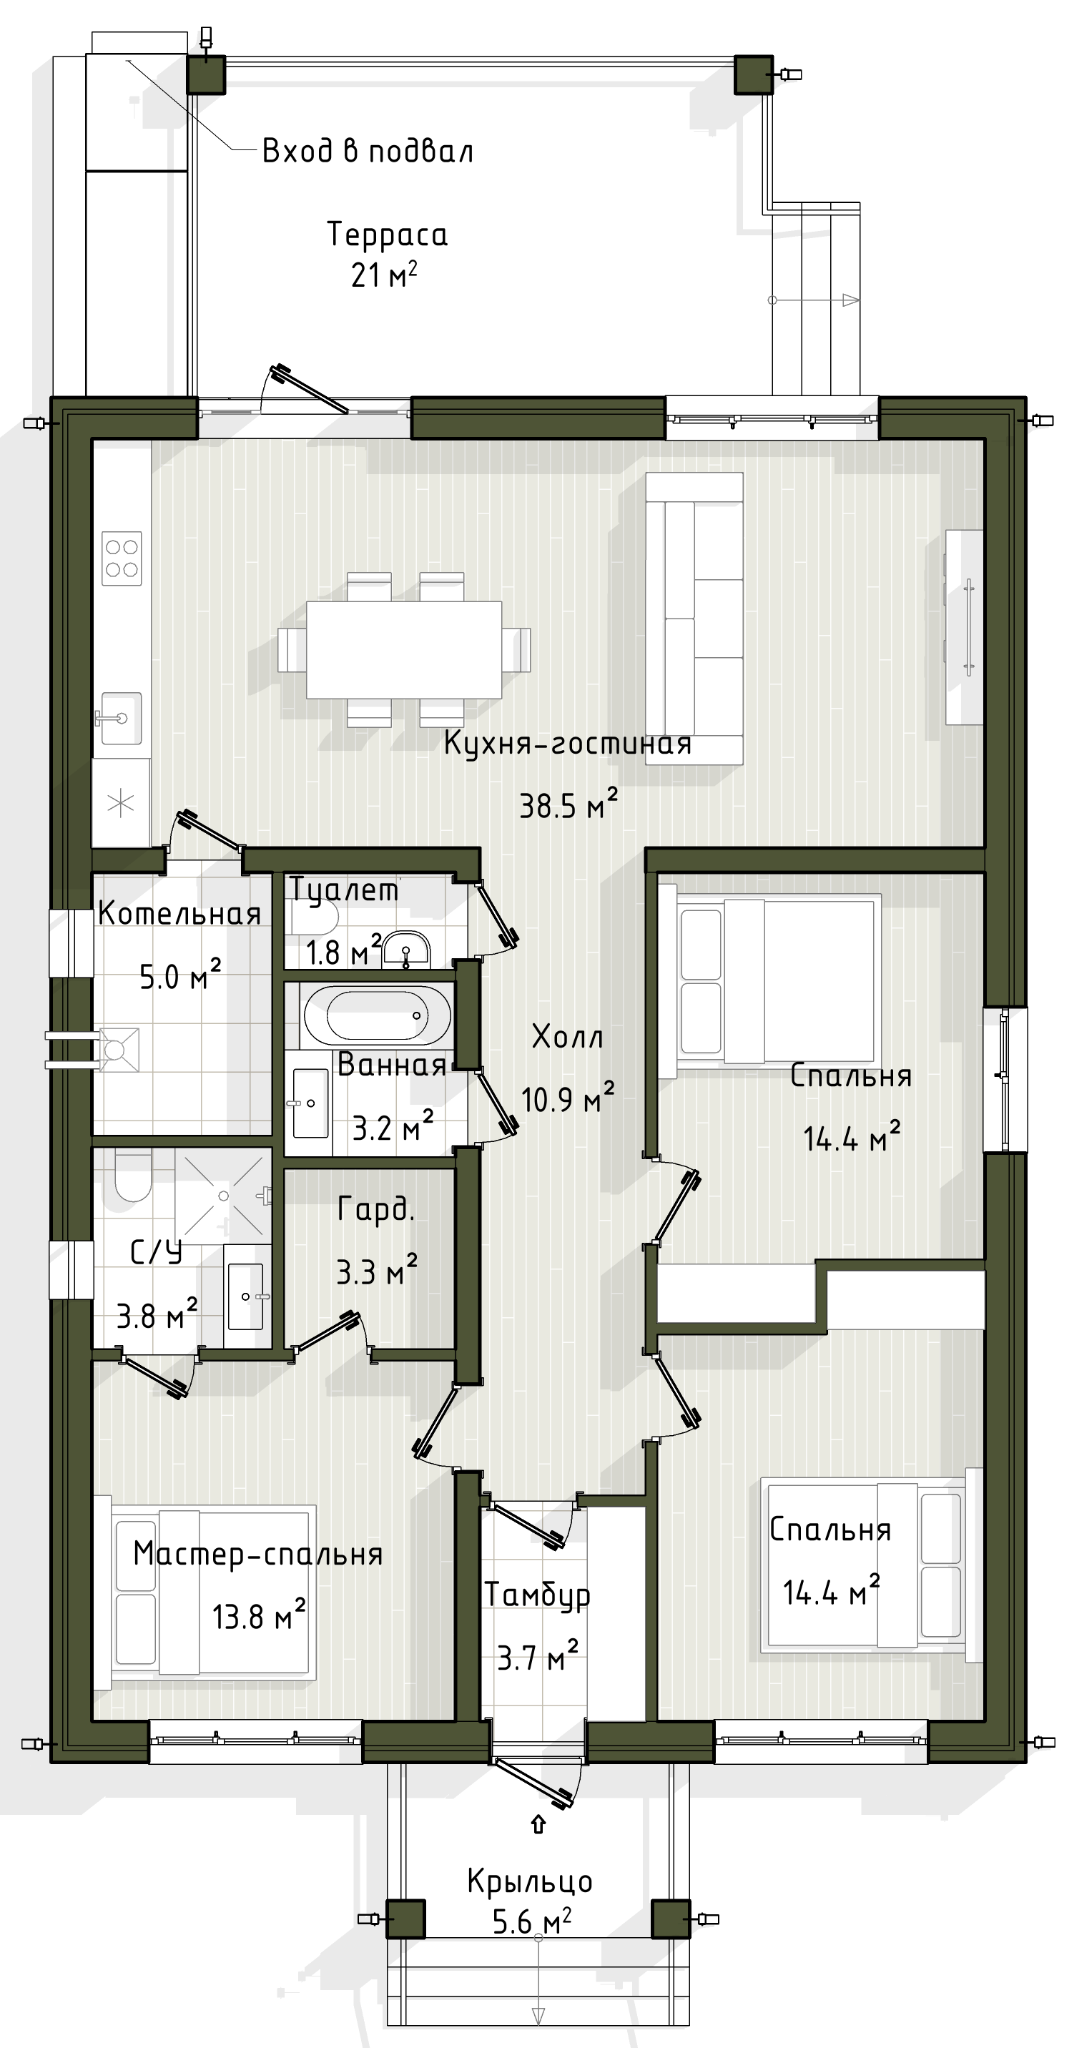 Вход в подвал
Терраса
21 м²
Кухня-гостиная
38.5 м²
Туалет
1.8 м²
Котельная
5.0 м²
Холл
10.9 м²
Ванная
3.2 м²
Спальня
14.4 м²
Гард.
3.3 м²
С/У
3.8 м²
Спальня
14.4 м²
Мастер-спальня
13.8 м²
Тамбур
3.7 м²
Крыльцо
5.6 м²